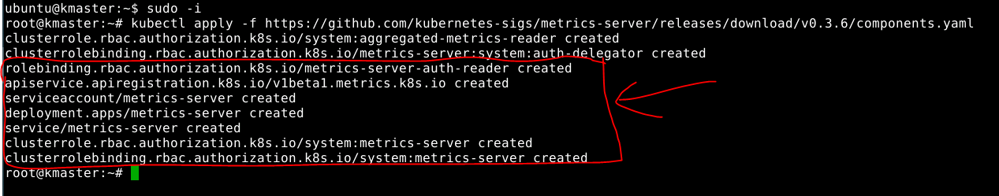 ubuntu@kmaster:~$ sudo -i
root@kmaster:~# kubectl apply -f https://github.com/kubernetes-sigs/metrics-server/releases/download/v0.3.6/components.yaml
clusterrole.rbac.authorization.k8s.io/system:aggregated-metrics-reader created
clusterrolebinding.rbac.authorization.k8s.io/metrics-server:system:auth-delegator created
rolebinding.rbac.authorization.k8s.io/metrics-server-auth-reader created
apiservice.apiregistration.k8s.io/v1beta1.metrics.k8s.io created
serviceaccount/metrics-server created
deployment.apps/metrics-server created
service/metrics-server created
clusterrole.rbac.authorization.k8s.io/system:metrics-server created
clusterrolebinding.rbac.authorization.k8s.io/system:metrics-server created
root@kmaster:~#